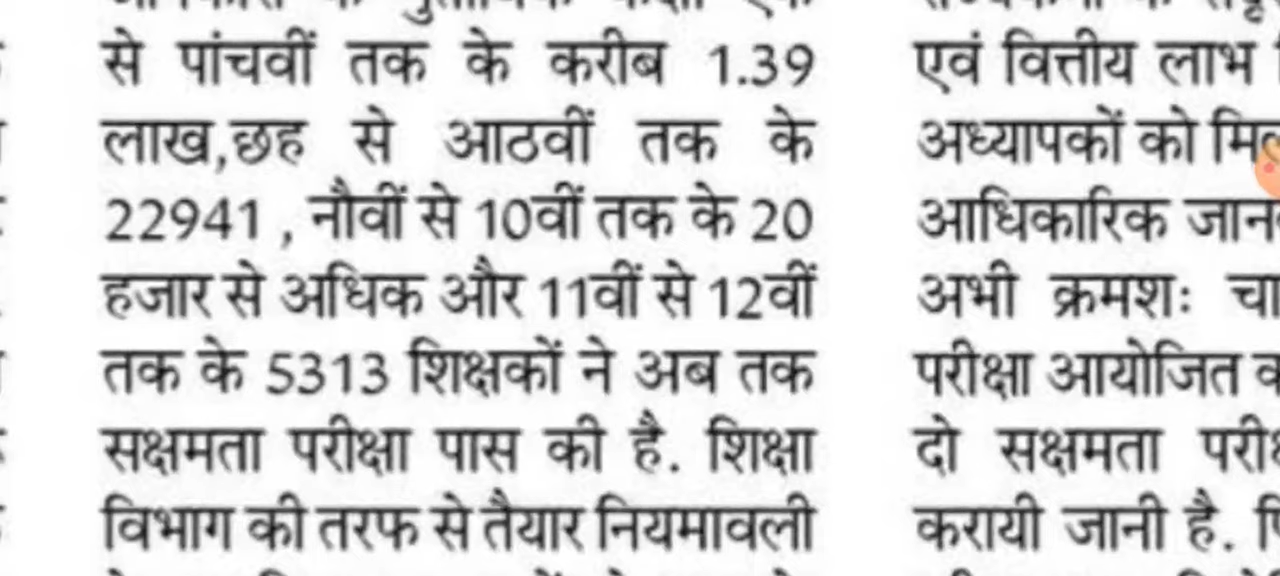 से पांचवीं तक के करीब 1.39
लाख,छह से आठवीं तक के
22941 , नौवीं से 10वीं तक के 20
हजार से अधिक और 11वीं से 12वीं
तक के 5313 शिक्षकों ने अब तक
सक्षमता परीक्षा पास की है. शिक्षा
विभाग की तरफ से तैयार नियमावली
एवं वित्तीय लाभ
अध्यापकों को
आधिकारिक
अभी क्रमशः
परीक्षा आयोजित
दो सक्षमता
करायी जानी है.